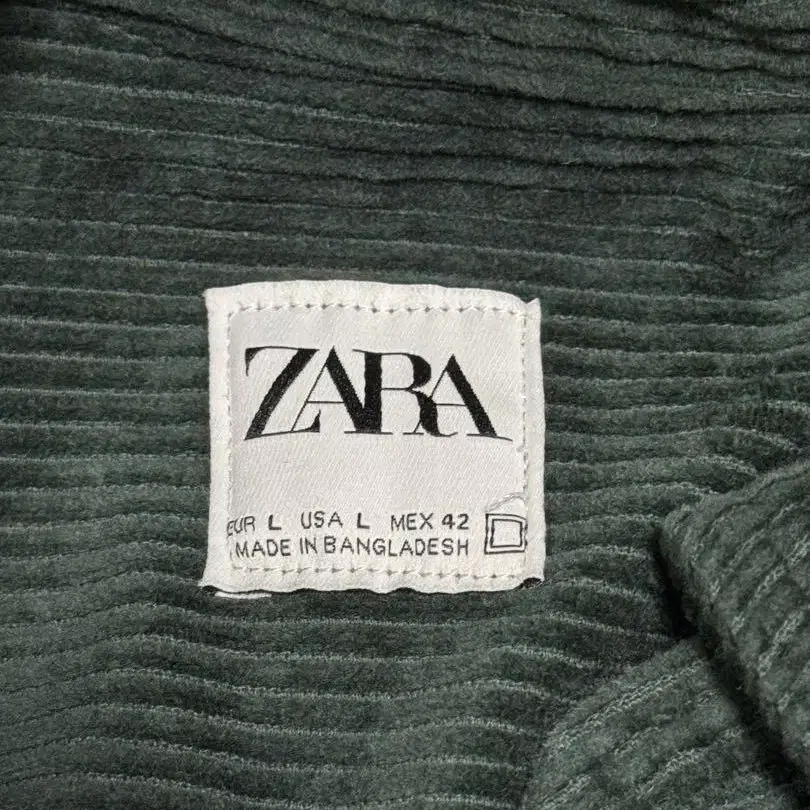 ZARA
EUR L USA L MEX 42
MADE IN BANGLADESH